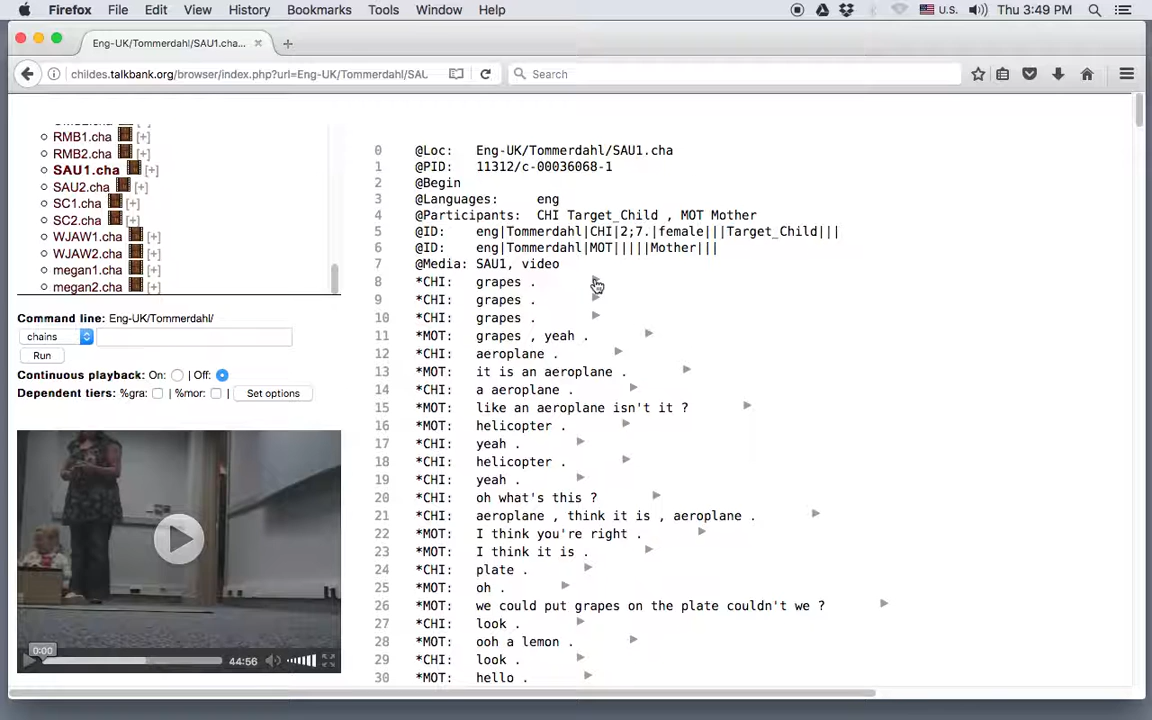 Firefox File Edit View History Bookmarks Tools Window Help U.S. Thu 3:49 PM
Eng-UK/Tommerdahl/SAU1.cha...
childes.talkbank.org/browser/index.php?url=Eng-UK/Tommerdahl/SAU
Search
RMB1.cha [+]
RMB2.cha [+]
SAU1.cha [+]
SAU2.cha [+]
SC1.cha [+]
SC2.cha [+]
WJAW1.cha [+]
WJAW2.cha [+]
megan1.cha [+]
megan2.cha [+]
Command line: Eng-UK/Tommerdahl/
chains
Run
Continuous playback: On: | Off:
Dependent tiers: %gra: | %mor: | Set options
0:00
44:56
0 @Loc: Eng-UK/Tommerdahl/SAU1.cha
1 @PID: 11312/c-00036068-1
2 @Begin
3 @Languages: eng
4 @Participants: CHI Target_Child , MOT Mother
5 @ID: eng|Tommerdahl|CHI|2;7.|female|||Target_Child|||
6 @ID: eng|Tommerdahl|MOT|||||Mother|||
7 @Media: SAU1, video
8 *CHI: grapes .
9 *CHI: grapes .
10 *CHI: grapes .
11 *MOT: grapes , yeah .
12 *CHI: aeroplane .
13 *MOT: it is an aeroplane .
14 *CHI: a aeroplane .
15 *MOT: like an aeroplane isn't it ?
16 *MOT: helicopter .
17 *CHI: yeah .
18 *CHI: helicopter .
19 *CHI: yeah .
20 *CHI: oh what's this ?
21 *CHI: aeroplane , think it is , aeroplane .
22 *MOT: I think you're right .
23 *MOT: I think it is .
24 *CHI: plate .
25 *MOT: oh .
26 *MOT: we could put grapes on the plate couldn't we ?
27 *CHI: look .
28 *MOT: ooh a lemon .
29 *CHI: look .
30 *MOT: hello .